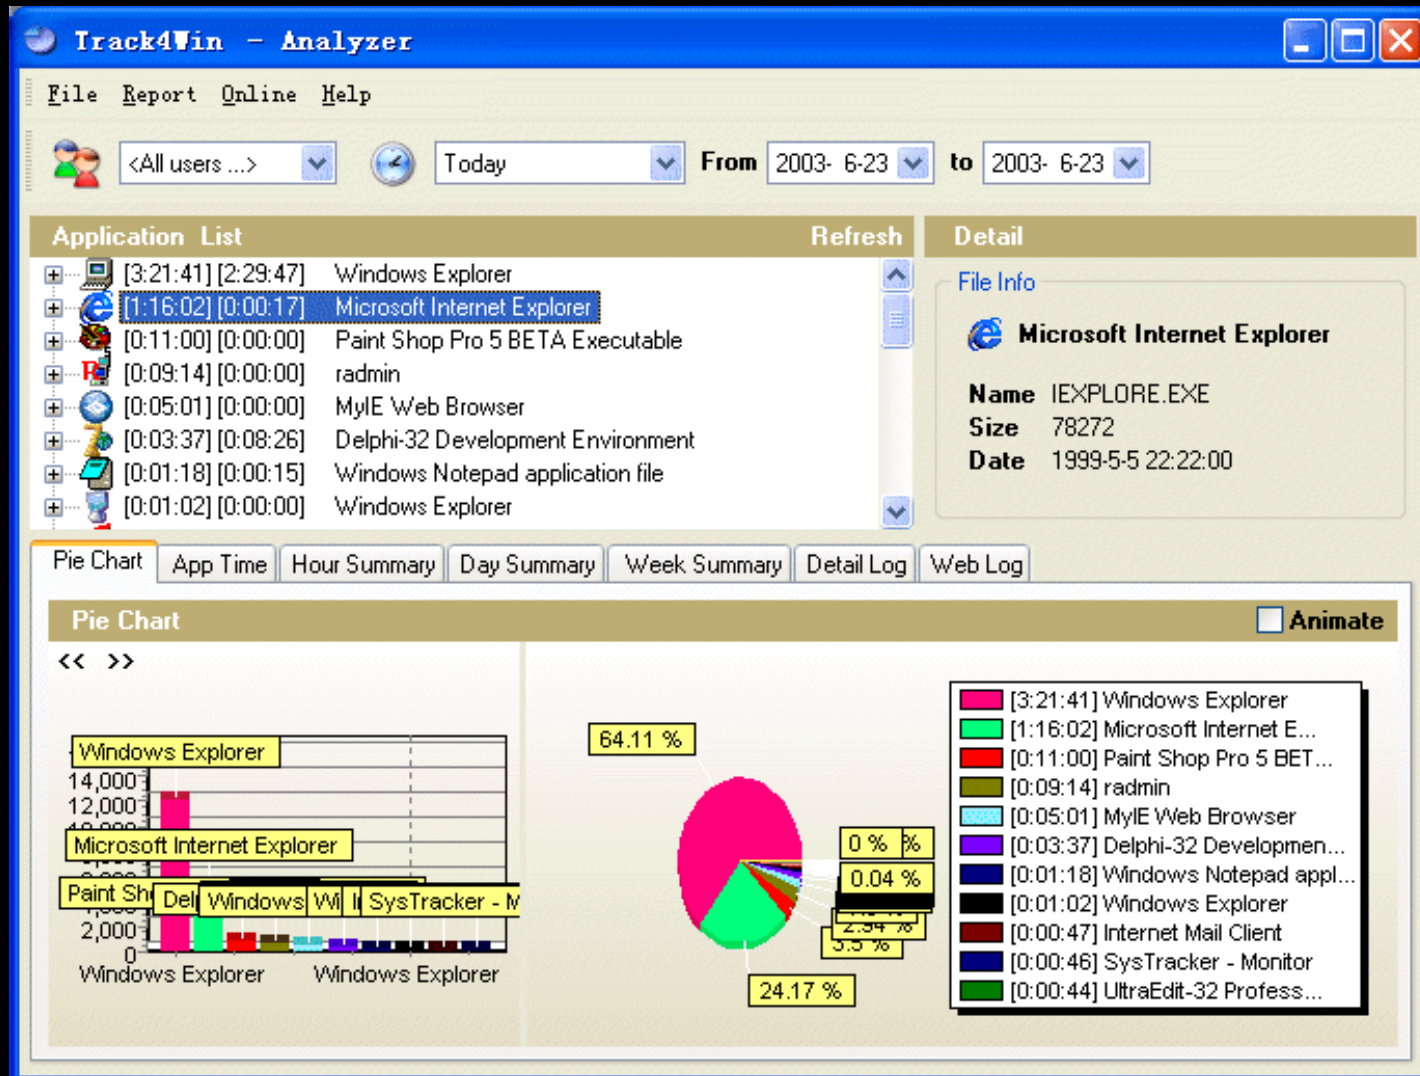 Track4Win - Analyzer
File Report Online Help
<All users ...> Today From 2003- 6-23 to 2003- 6-23
Application List Refresh
[3:21:41] [2:29:47] Windows Explorer
[1:16:02] [0:00:17] Microsoft Internet Explorer
[0:11:00] [0:00:00] Paint Shop Pro 5 BETA Executable
[0:09:14] [0:00:00] radmin
[0:05:01] [0:00:00] MyIE Web Browser
[0:03:37] [0:08:26] Delphi-32 Development Environment
[0:01:18] [0:00:15] Windows Notepad application file
[0:01:02] [0:00:00] Windows Explorer
Detail
File Info
Microsoft Internet Explorer
Name IEXPLORE.EXE
Size 78272
Date 1999-5-5 22:22:00
Pie Chart App Time Hour Summary Day Summary Week Summary Detail Log Web Log
Pie Chart Animate
<< >>
Windows Explorer
14,000
12,000
Microsoft Internet Explorer
Paint Sh Del Windows Wi I SysTracker - M
2,000
0
Windows Explorer Windows Explorer
64.11 %
0 % %
0.04 %
2.94 %
3.5 %
24.17 %
[3:21:41] Windows Explorer
[1:16:02] Microsoft Internet E...
[0:11:00] Paint Shop Pro 5 BET...
[0:09:14] radmin
[0:05:01] MyIE Web Browser
[0:03:37] Delphi-32 Developmen...
[0:01:18] Windows Notepad appl...
[0:01:02] Windows Explorer
[0:00:47] Internet Mail Client
[0:00:46] SysTracker - Monitor
[0:00:44] UltraEdit-32 Profess...